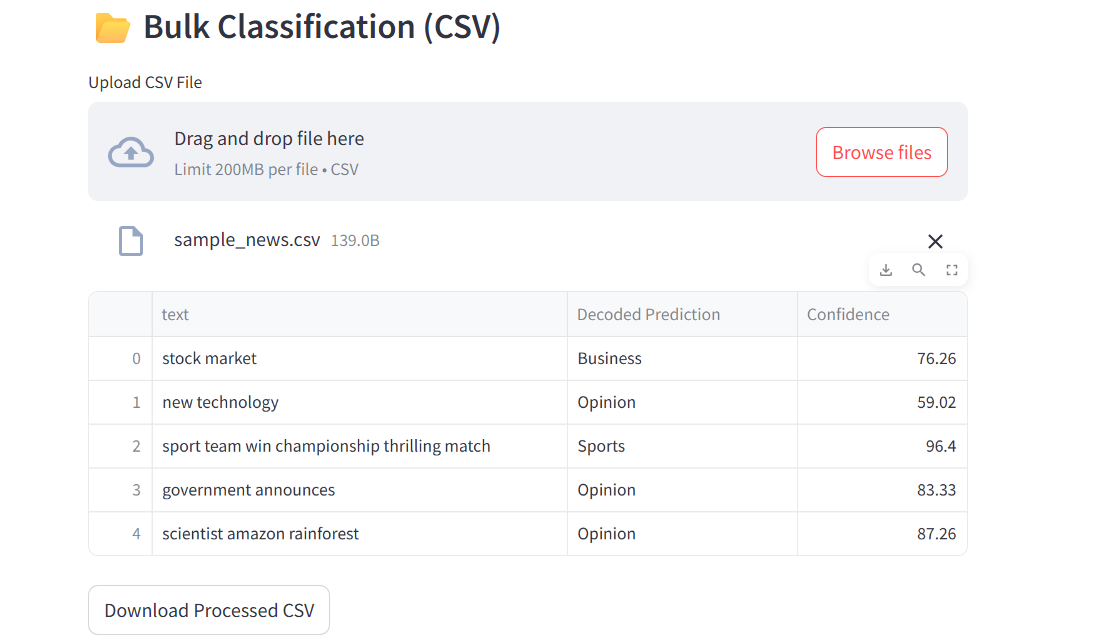 Bulk Classification (CSV)
Upload CSV File
Drag and drop file here
Limit 200MB per file • CSV
Browse files
sample_news.csv 139.0B
text Decoded Prediction Confidence
0 stock market Business 76.26
1 new technology Opinion 59.02
2 sport team win championship thrilling match Sports 96.4
3 government announces Opinion 83.33
4 scientist amazon rainforest Opinion 87.26
Download Processed CSV